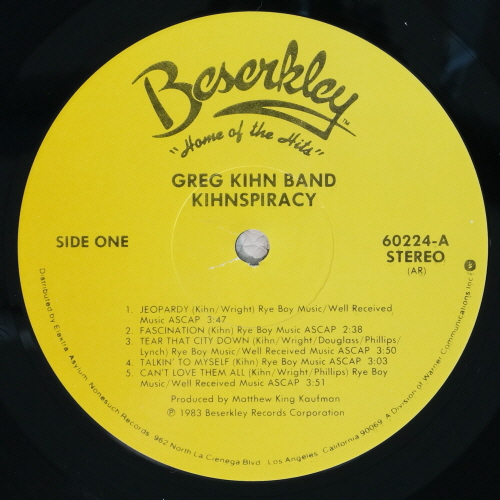 Beserkley™
"Home of the Hits"
GREG KIHN BAND
KIHNSPIRACY
SIDE ONE
60224-A
STEREO
(AR)
1. JEOPARDY (Kihn/Wright) Rye Boy Music/Well Received
Music ASCAP 3:47
2. FASCINATION (Kihn) Rye Boy Music ASCAP 2:38
3. TEAR THAT CITY DOWN (Kihn/Wright/Douglass/Phillips/
Lynch) Rye Boy Music/Well Received Music ASCAP 3:50
4. TALKIN' TO MYSELF (Kihn) Rye Boy Music ASCAP 3:03
5. CAN'T LOVE THEM ALL (Kihn/Wright/Phillips) Rye Boy
Music/Well Received Music ASCAP 3:51
Produced by Matthew King Kaufman
℗ 1983 Beserkley Records Corporation
Distributed by Elektra/Asylum/Nonesuch Records, 962 North La Cienega Blvd., Los Angeles, California 90069. A Division of Warner Communications Inc.